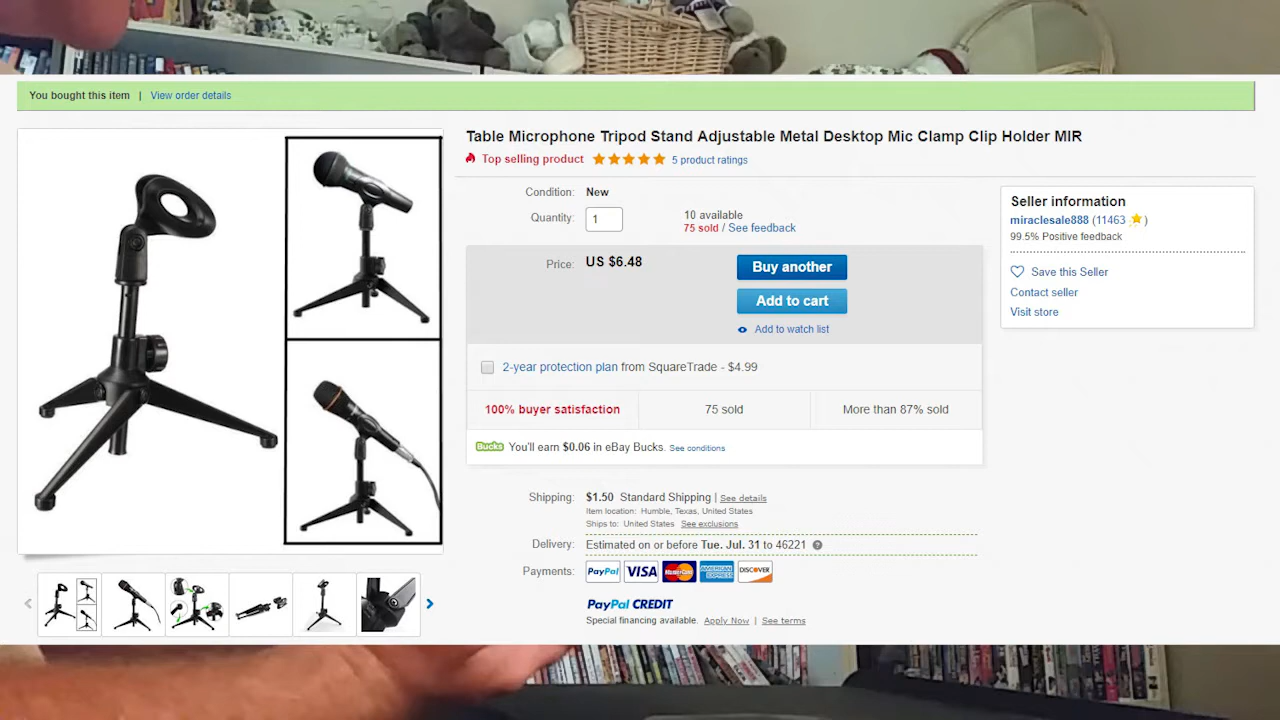 You bought this item | View order details
Table Microphone Tripod Stand Adjustable Metal Desktop Mic Clamp Clip Holder MIR
Top selling product 5 product ratings
Condition: New
Quantity: 1
10 available
75 sold / See feedback
Price: US $6.48
Buy another
Add to cart
Add to watch list
2-year protection plan from SquareTrade - $4.99
100% buyer satisfaction 75 sold More than 87% sold
Bucks You'll earn $0.06 in eBay Bucks. See conditions
Shipping: $1.50 Standard Shipping | See details
Item location: Humble, Texas, United States
Ships to: United States See exclusions
Delivery: Estimated on or before Tue. Jul. 31 to 46221 ?
Payments: PayPal VISA MasterCard AMERICAN EXPRESS DISCOVER
PayPal CREDIT
Special financing available. Apply Now | See terms
Seller information
miraclesale888 (11463 )
99.5% Positive feedback
Save this Seller
Contact seller
Visit store